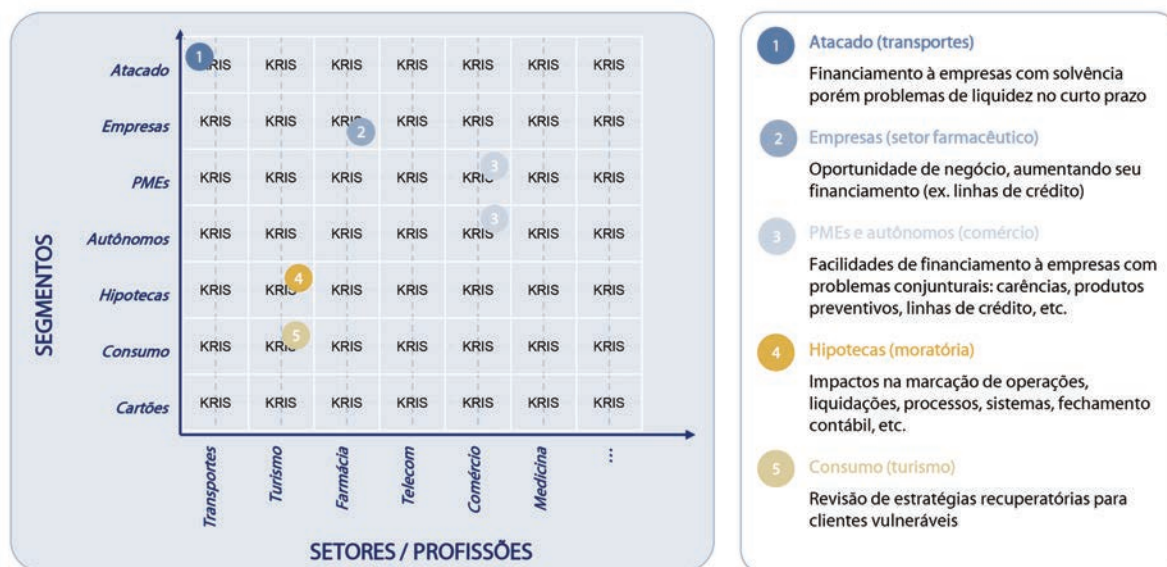 SEGMENTOS
Atacado 1 KRIS KRIS KRIS KRIS KRIS KRIS KRIS
Empresas KRIS KRIS 2 KRIS KRIS KRIS KRIS KRIS
PMEs KRIS KRIS KRIS KRIS 3 KRIS KRIS KRIS
Autônomos KRIS KRIS KRIS KRIS 3 KRIS KRIS KRIS
Hipotecas KRIS 4 KRIS KRIS KRIS KRIS KRIS KRIS
Consumo KRIS 5 KRIS KRIS KRIS KRIS KRIS KRIS
Cartões KRIS KRIS KRIS KRIS KRIS KRIS KRIS
Transportes Turismo Farmácia Telecom Comércio Medicina ...
SETORES / PROFISSÕES
1 Atacado (transportes)
Financiamento à empresas com solvência
porém problemas de liquidez no curto prazo
2 Empresas (setor farmacêutico)
Oportunidade de negócio, aumentando seu
financiamento (ex. linhas de crédito)
3 PMEs e autônomos (comércio)
Facilidades de financiamento à empresas com
problemas conjunturais: carências, produtos
preventivos, linhas de crédito, etc.
4 Hipotecas (moratória)
Impactos na marcação de operações,
liquidações, processos, sistemas, fechamento
contábil, etc.
5 Consumo (turismo)
Revisão de estratégias recuperatórias para
clientes vulneráveis